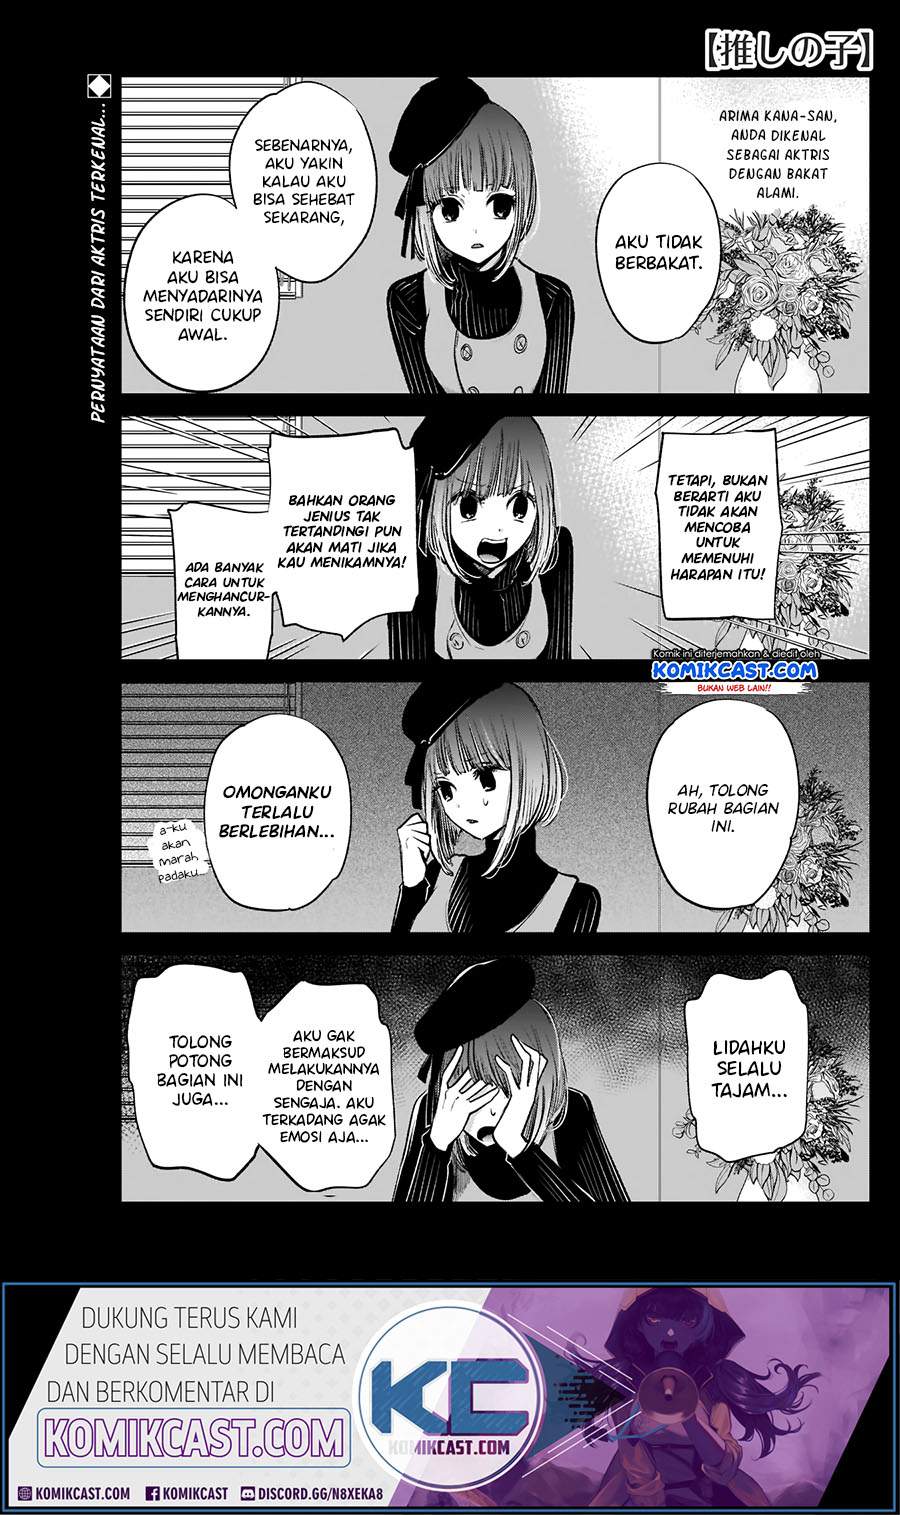 【推しの子】
PERNYATAAN DARI AKTRIS TERKENAL...
ARIMA KANA-SAN,
ANDA DIKENAL
SEBAGAI AKTRIS
DENGAN BAKAT
ALAMI.
AKU TIDAK
BERBAKAT.
SEBENARNYA,
AKU YAKIN
KALAU AKU
BISA SEHEBAT
SEKARANG,
KARENA
AKU BISA
MENYADARINYA
SENDIRI CUKUP
AWAL.
TETAPI, BUKAN
BERARTI AKU
TIDAK AKAN
MENCOBA
UNTUK
MEMENUHI
HARAPAN ITU!
BAHKAN ORANG
JENIUS TAK
TERTANDINGI PUN
AKAN MATI JIKA
KAU MENIKAMNYA!
ADA BANYAK
CARA UNTUK
MENGHANCUR-
KANNYA.
Komik ini diterjemahkan & diedit oleh
KOMIKCAST.COM
BUKAN WEB LAIN!!
AH, TOLONG
RUBAH BAGIAN
INI.
OMONGANKU
TERLALU
BERLEBIHAN...
a-ku
akan
marah
padaku...
LIDAHKU
SELALU
TAJAM...
AKU GAK
BERMAKSUD
MELAKUKANNYA
DENGAN
SENGAJA. AKU
TERKADANG AGAK
EMOSI AJA...
TOLONG
POTONG
BAGIAN INI
JUGA...
DUKUNG TERUS KAMI
DENGAN SELALU MEMBACA
DAN BERKOMENTAR DI
KOMIKCAST.COM
KC
KOMIKCAST.COM
KOMIKCAST.COM
KOMIKCAST
DISCORD.GG/N8XEKA8